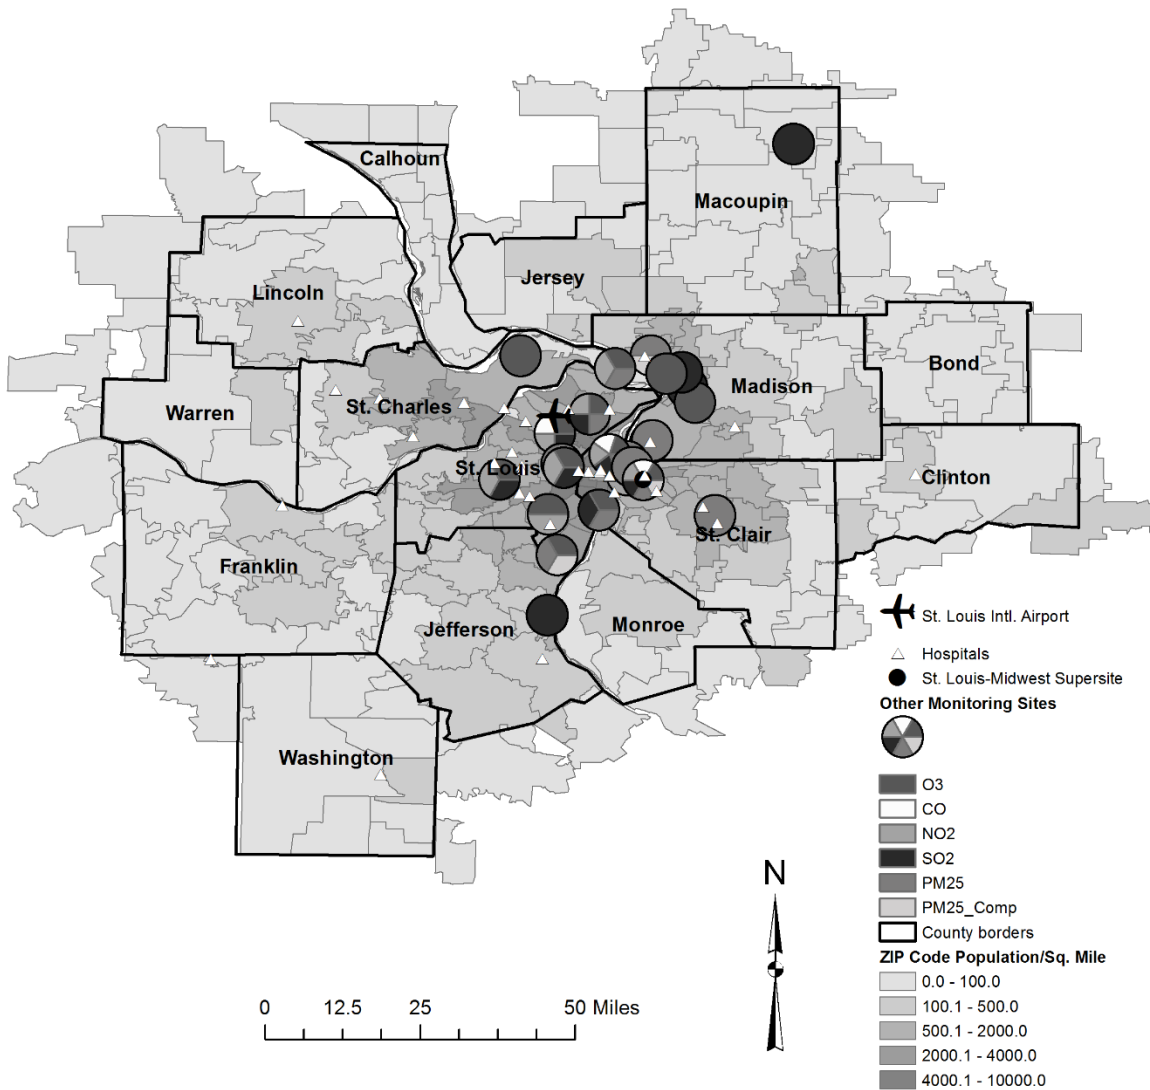 Calhoun
Macoupin
Jersey
Lincoln
Bond
Madison
Warren
St. Charles
St. Louis
Clinton
St. Clair
Franklin
Monroe
Jefferson
Washington
St. Louis Intl. Airport
Hospitals
St. Louis-Midwest Supersite
Other Monitoring Sites
O3
CO
NO2
SO2
PM25
PM25_Comp
County borders
ZIP Code Population/Sq. Mile
0.0 - 100.0
100.1 - 500.0
500.1 - 2000.0
2000.1 - 4000.0
4000.1 - 10000.0
N
0 12.5 25 50 Miles